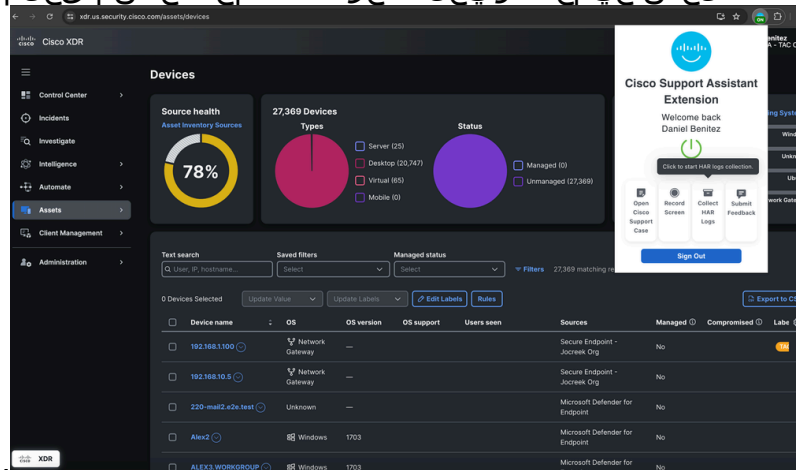 xdr.us.security.cisco.com/assets/devices
CISCO
Cisco XDR
Control Center
Incidents
Investigate
Intelligence
Automate
Assets
Client Management
Administration
XDR
Devices
Source health
Asset Inventory Sources
78%
27,369 Devices
Types
Server (25)
Desktop (20,747)
Virtual (65)
Mobile (0)
Status
Managed (0)
Unmanaged (27,369)
Cisco Support Assistant
Extension
Welcome back
Daniel Benitez
Click to start HAR logs collection.
Open Cisco Support Case
Record Screen
Collect HAR Logs
Submit Feedback
Sign Out
Text search
User, IP, hostname...
Saved filters
Select
Managed status
Select
Filters
27,369 matching re
0 Devices Selected
Update Value
Update Labels
Edit Labels
Rules
Export to CS
Device name OS OS version OS support Users seen Sources Managed Compromised Labe
192.168.1.100 Network Gateway — Secure Endpoint - Jocreek Org No
192.168.10.5 Network Gateway — Secure Endpoint - Jocreek Org No
220-mail2.e2e.test Unknown — Microsoft Defender for Endpoint No
Alex2 Windows 1703 Microsoft Defender for Endpoint No
ALEX3.WORKGROUP Windows 1703 Microsoft Defender for No